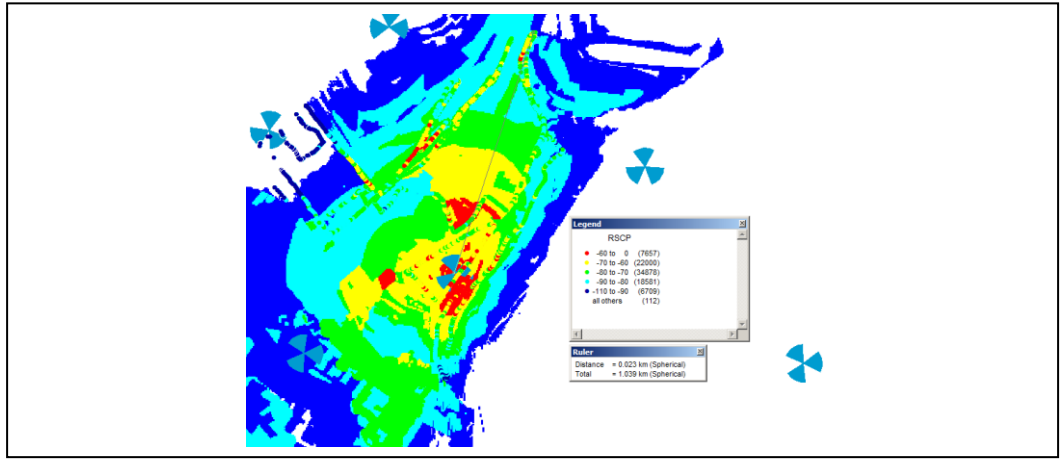 Legend
RSCP
-60 to 0 (7657)
-70 to -60 (22000)
-80 to -70 (34878)
-90 to -80 (18581)
-110 to -90 (6709)
all others (112)
Ruler
Distance = 0.023 km (Spherical)
Total = 1.039 km (Spherical)